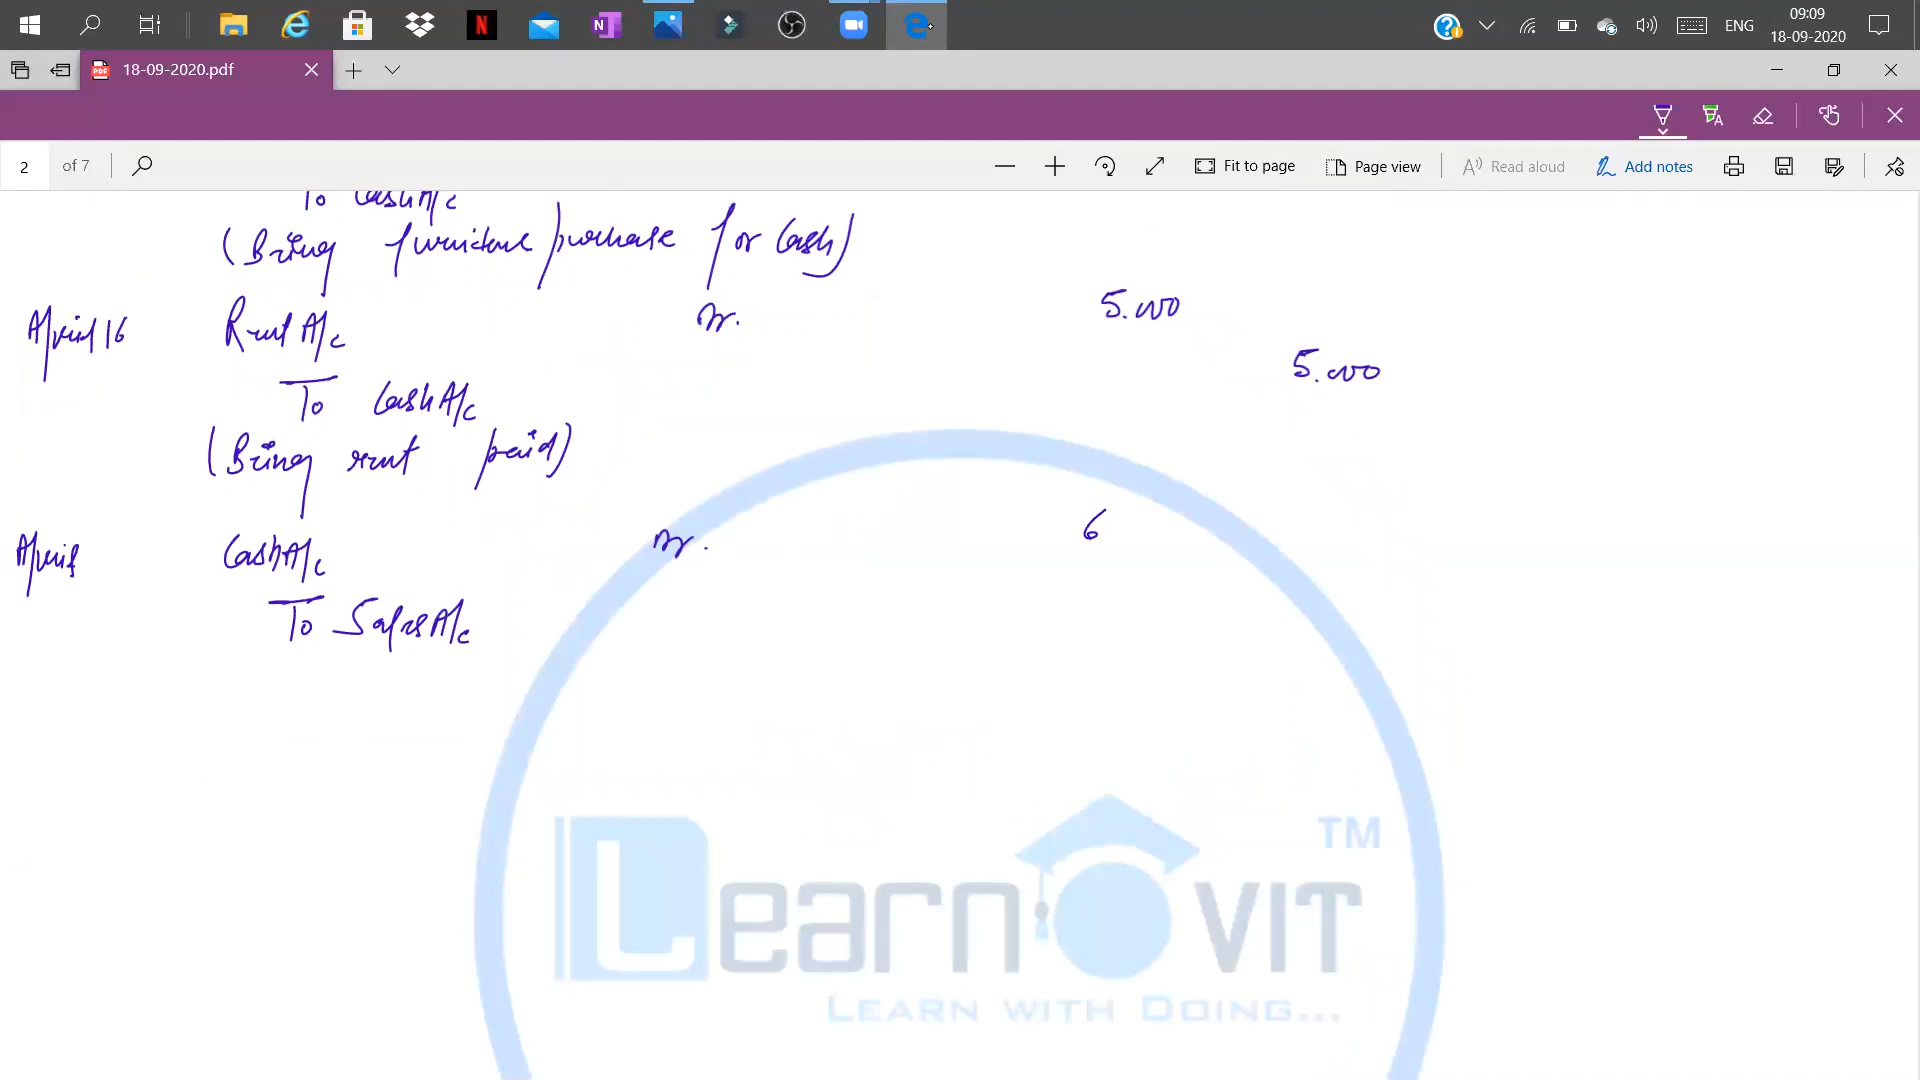 09:09
ENG
18-09-2020
18-09-2020.pdf
2 of 7
Fit to page
Page view
Read aloud
Add notes
To Cash A/c
(Being furniture purchase for Cash)
April 16 Rent A/c Dr. 5.000
5.000
To Cash A/c
(Being rent paid)
April Cash A/c Dr. 6
To Sales A/c
TM
LEARNOVIT
LEARN WITH DOING...